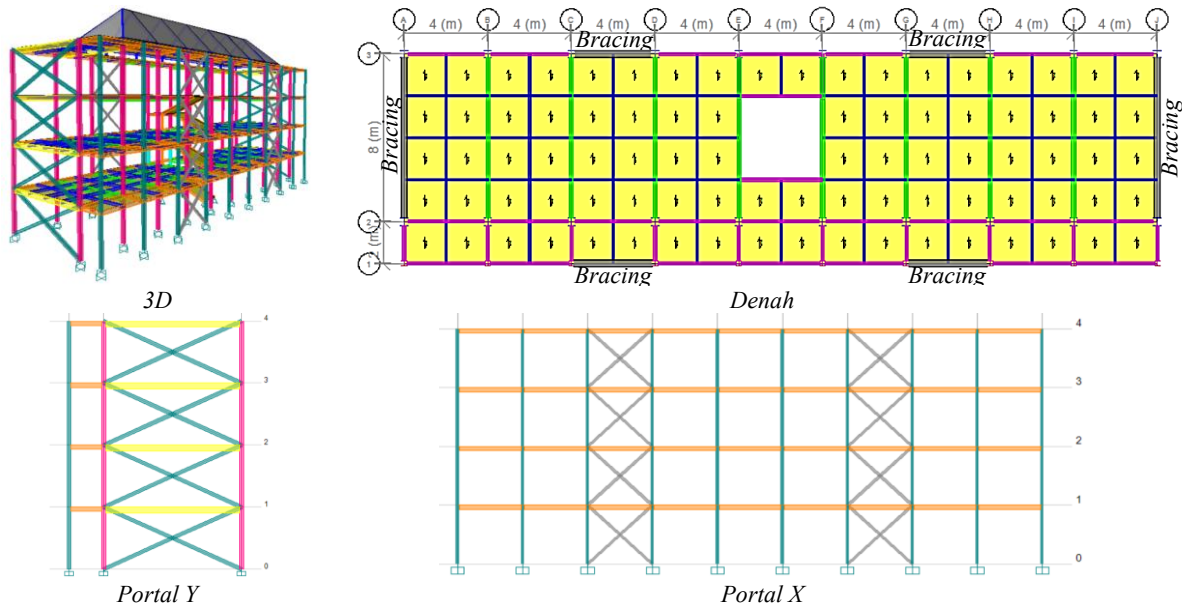 A B C D E F G H I J
4 (m) 4 (m) 4 (m) 4 (m) 4 (m) 4 (m) 4 (m) 4 (m) 4 (m)
Bracing Bracing
3
8 (m)
Bracing
Bracing
2
(m)
1
Bracing Bracing
3D
Denah
4
3
2
1
0
Portal Y
4
3
2
1
0
Portal X